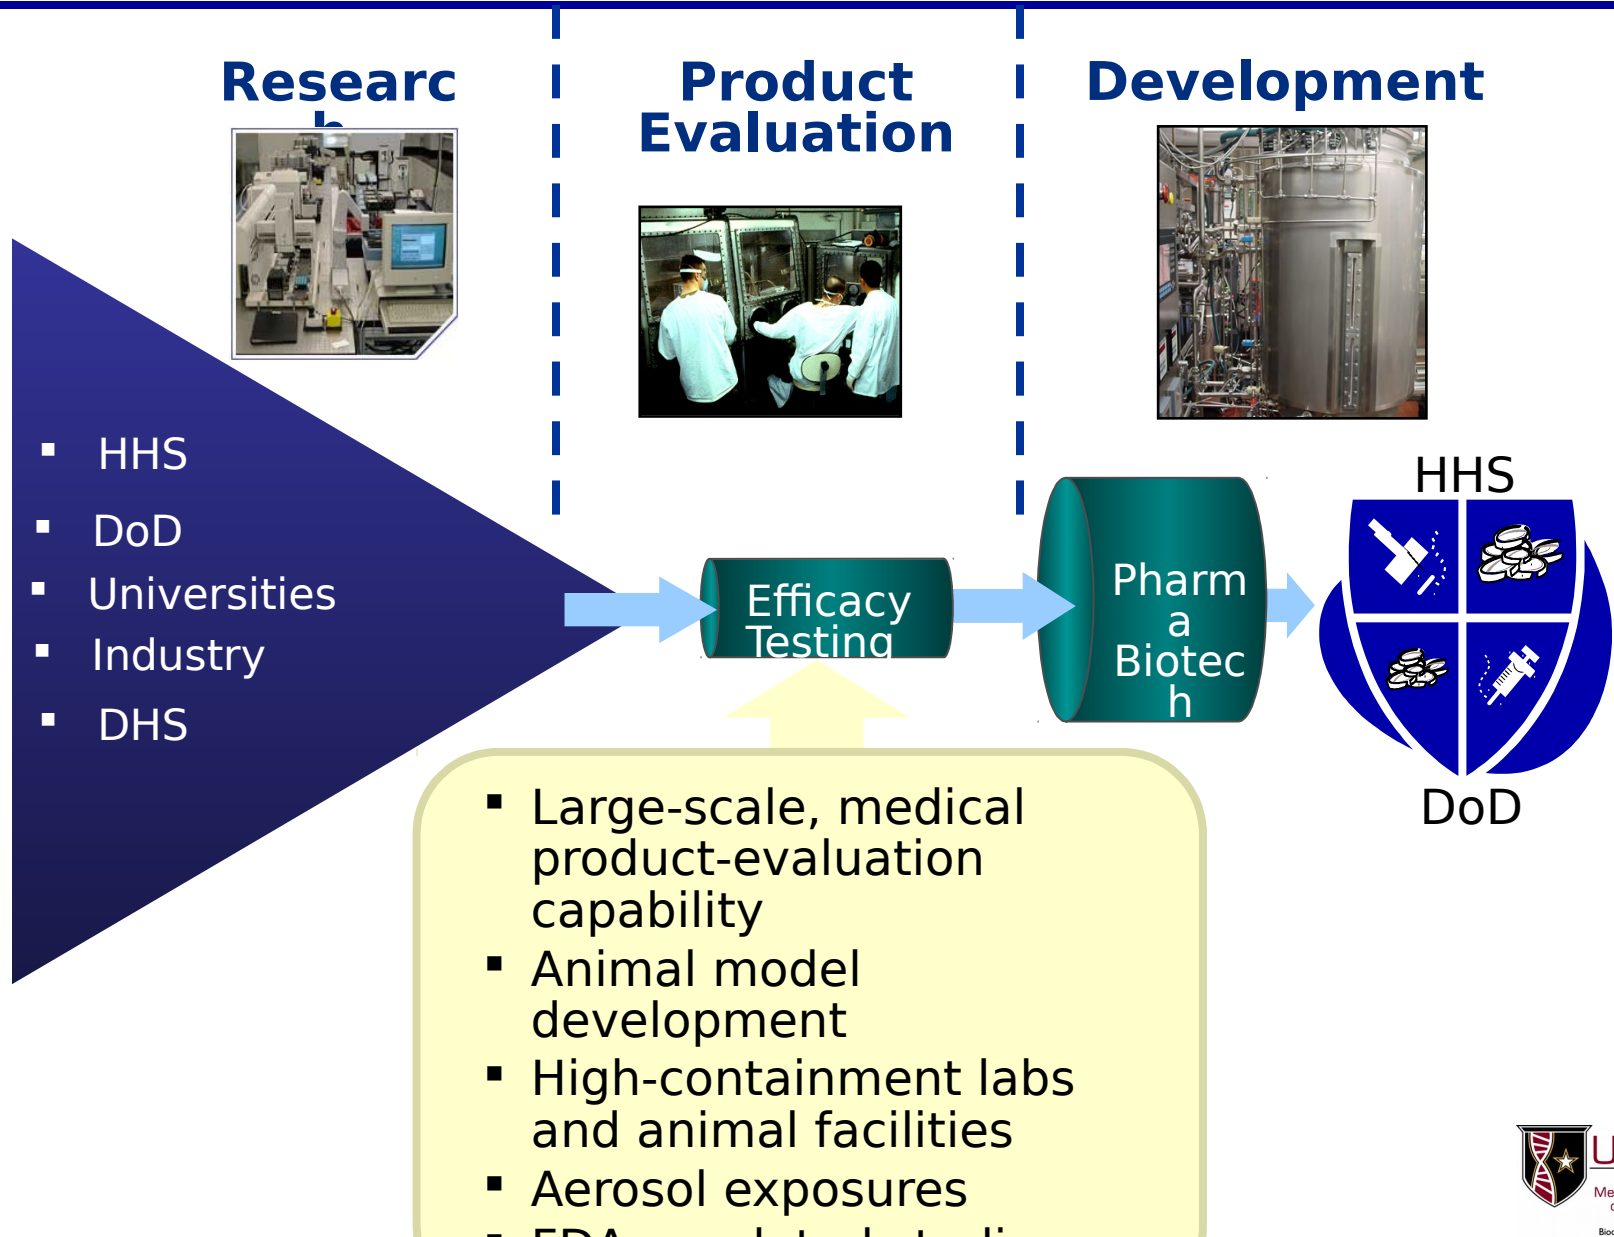 Researc
h
Product
Evaluation
Development
▪ HHS
▪ DoD
▪ Universities
▪ Industry
▪ DHS
Efficacy
Testing
Pharm
a
Biotec
h
HHS
DoD
▪ Large-scale, medical
product-evaluation
capability
▪ Animal model
development
▪ High-containment labs
and animal facilities
▪ Aerosol exposures